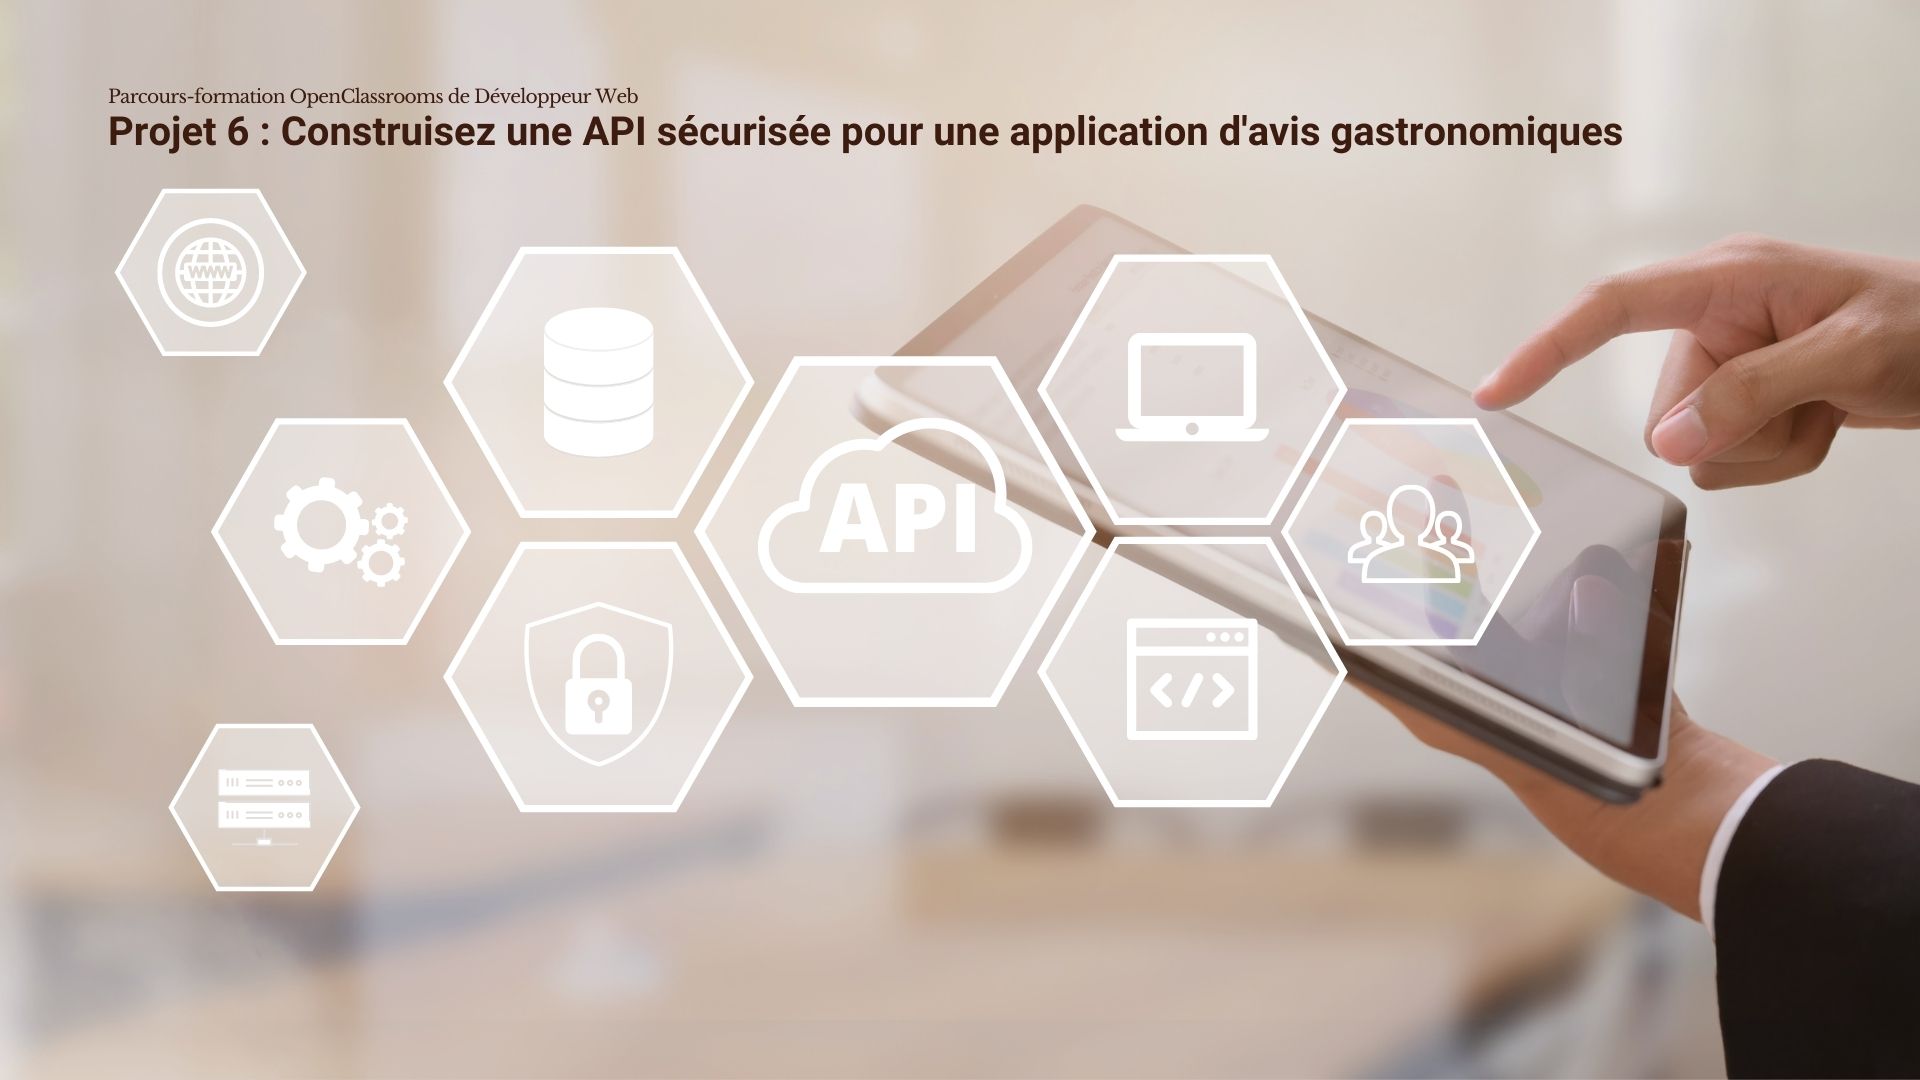 Parcours-formation OpenClassrooms de Développeur Web
Projet 6 : Construisez une API sécurisée pour une application d'avis gastronomiques
www
API